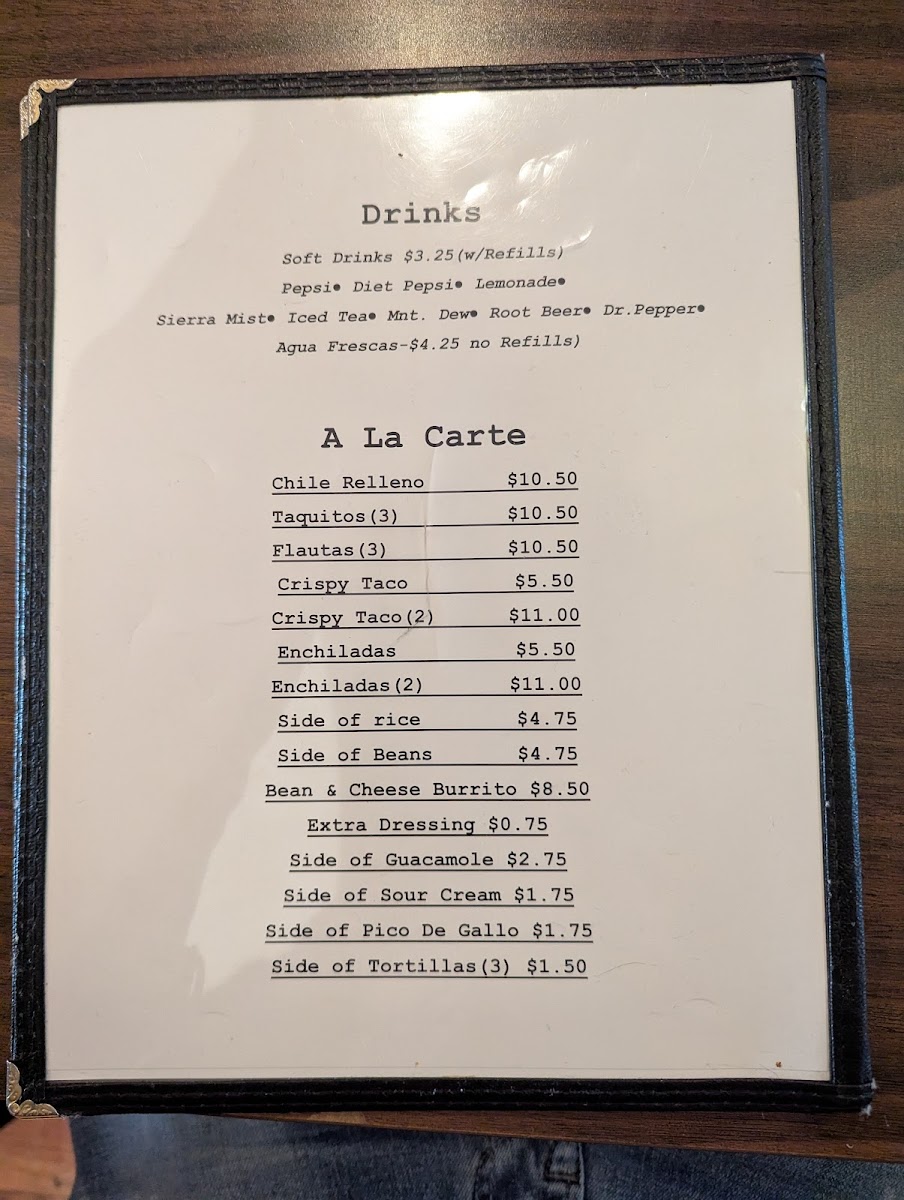 Drinks
Soft Drinks $3.25(w/Refills)
Pepsi● Diet Pepsi● Lemonade●
Sierra Mist● Iced Tea● Mnt. Dew● Root Beer● Dr.Pepper●
Agua Frescas-$4.25 no Refills)
A La Carte
Chile Relleno $10.50
Taquitos(3) $10.50
Flautas(3) $10.50
Crispy Taco $5.50
Crispy Taco(2) $11.00
Enchiladas $5.50
Enchiladas(2) $11.00
Side of rice $4.75
Side of Beans $4.75
Bean & Cheese Burrito $8.50
Extra Dressing $0.75
Side of Guacamole $2.75
Side of Sour Cream $1.75
Side of Pico De Gallo $1.75
Side of Tortillas(3) $1.50